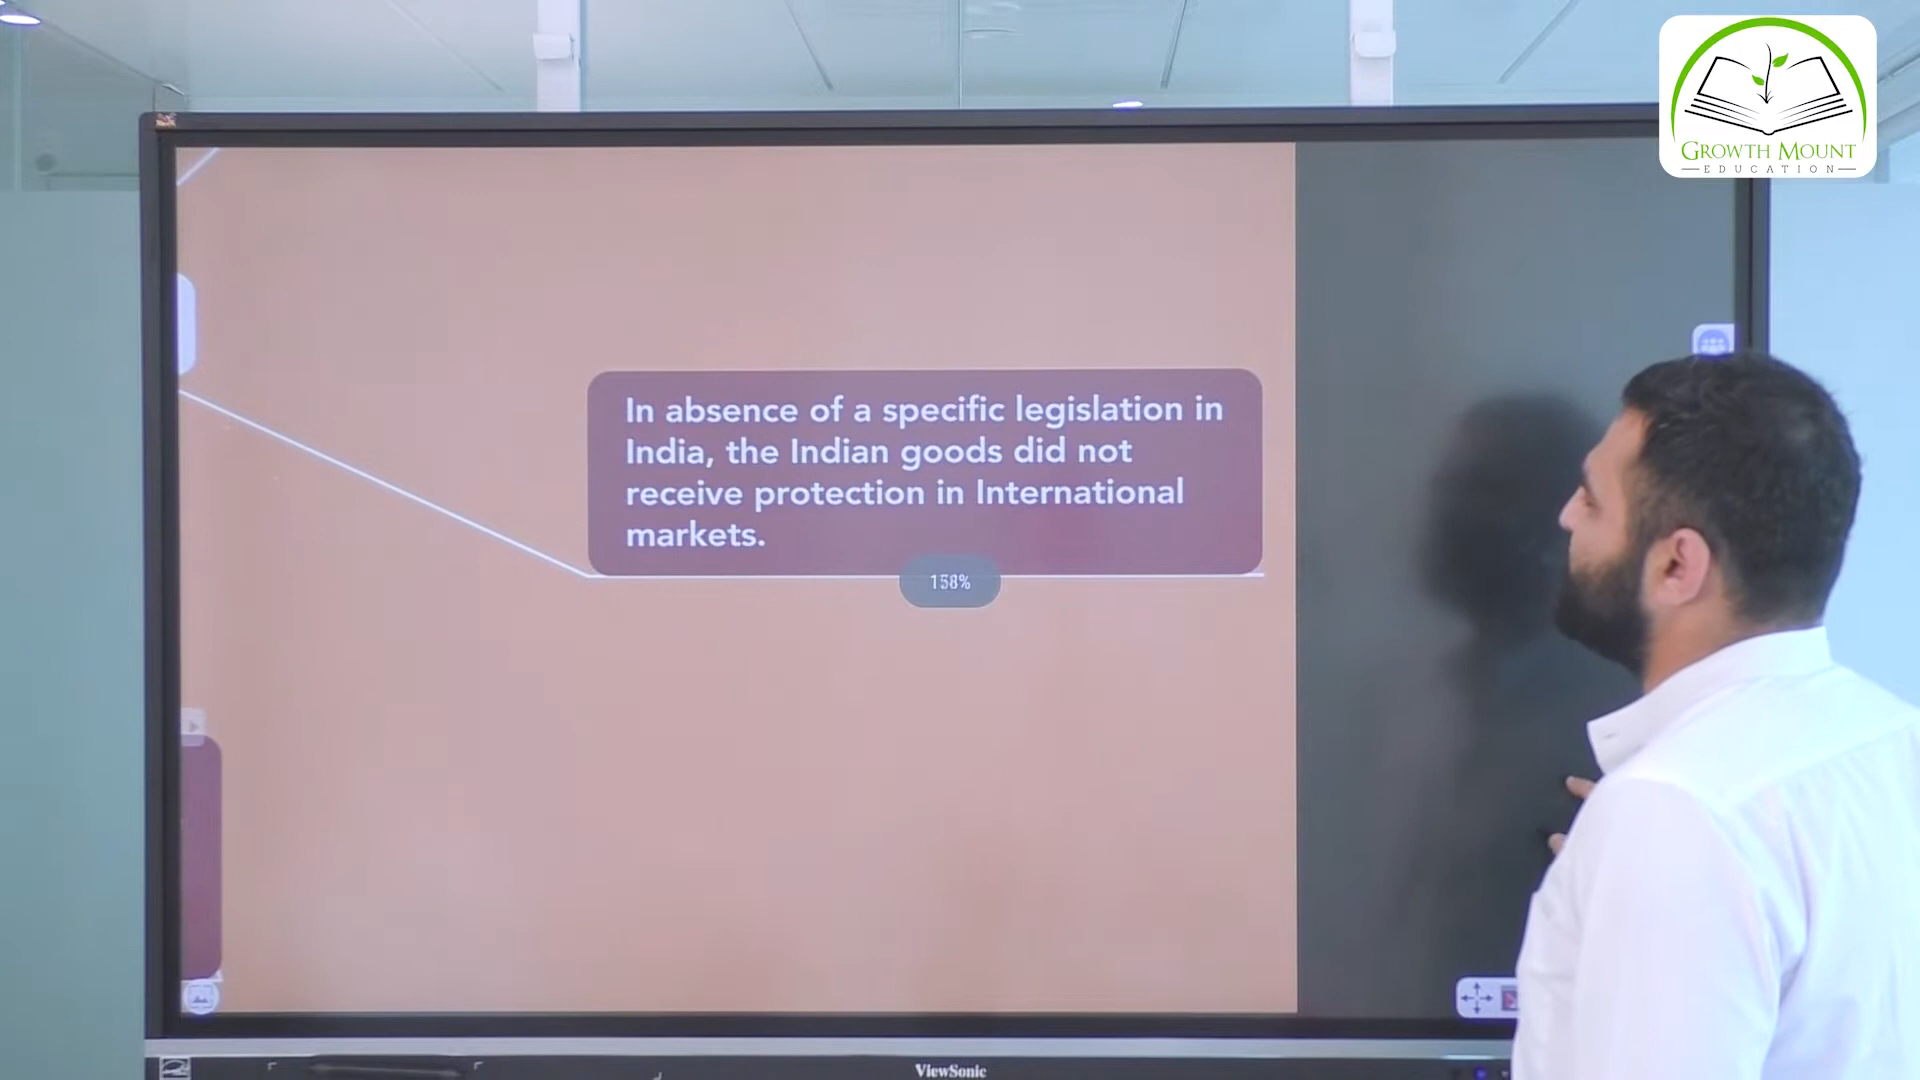 GROWTH MOUNT
EDUCATION
In absence of a specific legislation in
India, the Indian goods did not
receive protection in International
markets.
158%
ViewSonic